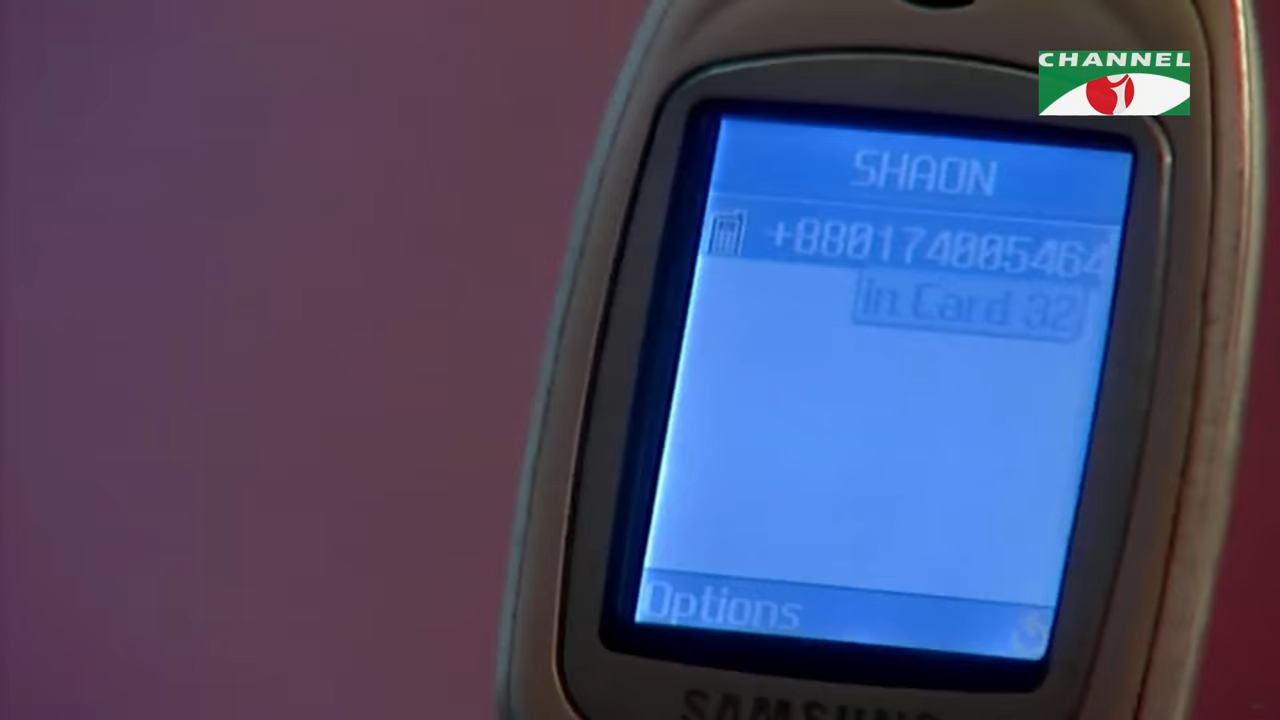 CHANNEL
SHAON
+880174005464
in Card 32
Options
SAMSUNG